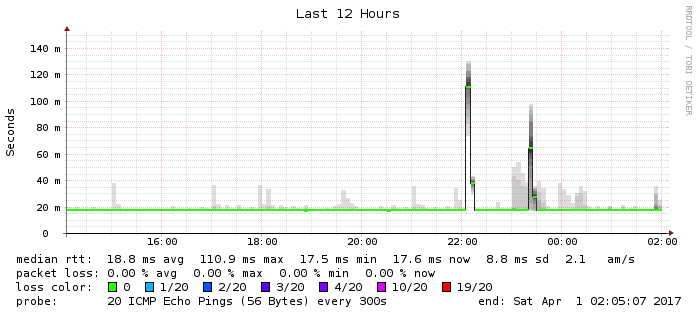 Last 12 Hours
RRDTOOL / TOBI OETIKER
Seconds
140 m
120 m
100 m
80 m
60 m
40 m
20 m
0
16:00 18:00 20:00 22:00 00:00 02:00
median rtt: 18.8 ms avg 110.9 ms max 17.5 ms min 17.6 ms now 8.8 ms sd 2.1 am/s
packet loss: 0.00 % avg 0.00 % max 0.00 % min 0.00 % now
loss color: 0 1/20 2/20 3/20 4/20 10/20 19/20
probe: 20 ICMP Echo Pings (56 Bytes) every 300s end: Sat Apr 1 02:05:07 2017